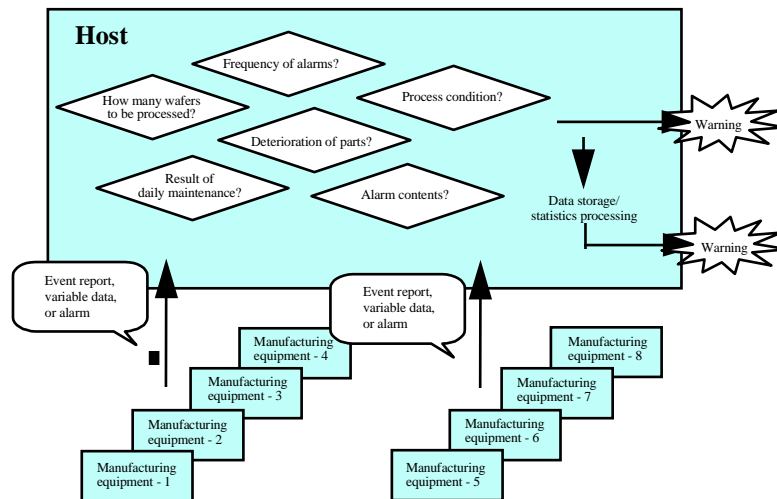 Host
Frequency of alarms?
How many wafers
to be processed?
Process condition?
Warning
Deterioration of parts?
Result of
daily maintenance?
Alarm contents?
Data storage/
statistics processing
Warning
Event report,
variable data,
or alarm
Event report,
variable data,
or alarm
Manufacturing
equipment - 4
Manufacturing
equipment - 3
Manufacturing
equipment - 2
Manufacturing
equipment - 1
Manufacturing
equipment - 8
Manufacturing
equipment - 7
Manufacturing
equipment - 6
Manufacturing
equipment - 5